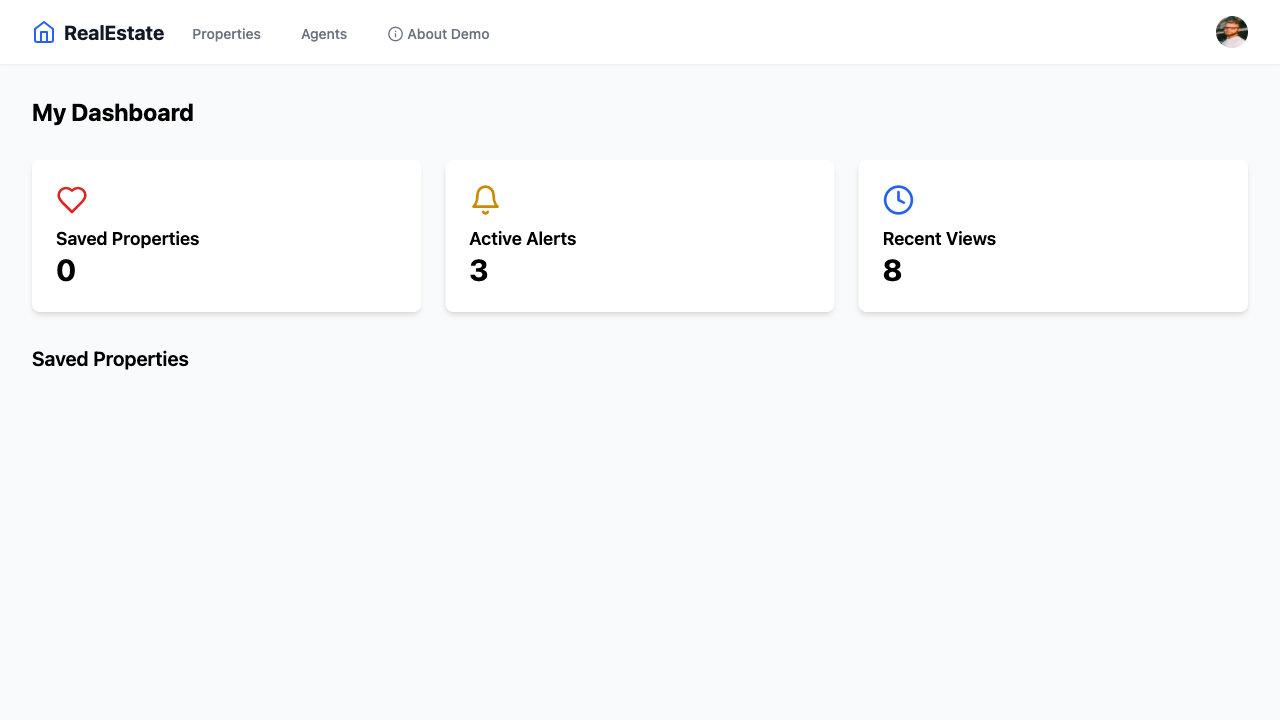 RealEstate
Properties
Agents
About Demo
My Dashboard
Saved Properties
0
Active Alerts
3
Recent Views
8
Saved Properties